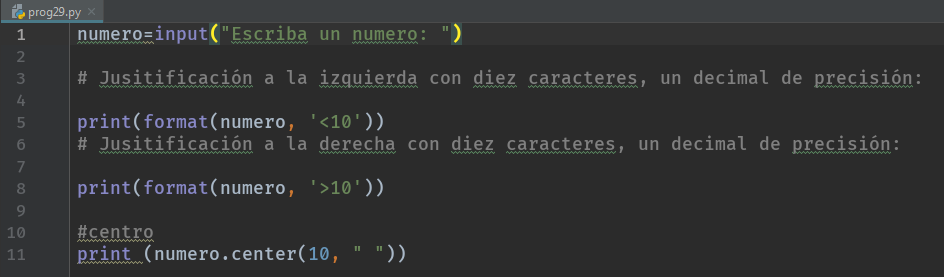 prog29.py
1 numero=input("Escriba un numero: ")
2
3 # Jusitificación a la izquierda con diez caracteres, un decimal de precisión:
4
5 print(format(numero, '<10'))
6 # Jusitificación a la derecha con diez caracteres, un decimal de precisión:
7
8 print(format(numero, '>10'))
9
10 #centro
11 print (numero.center(10, " "))